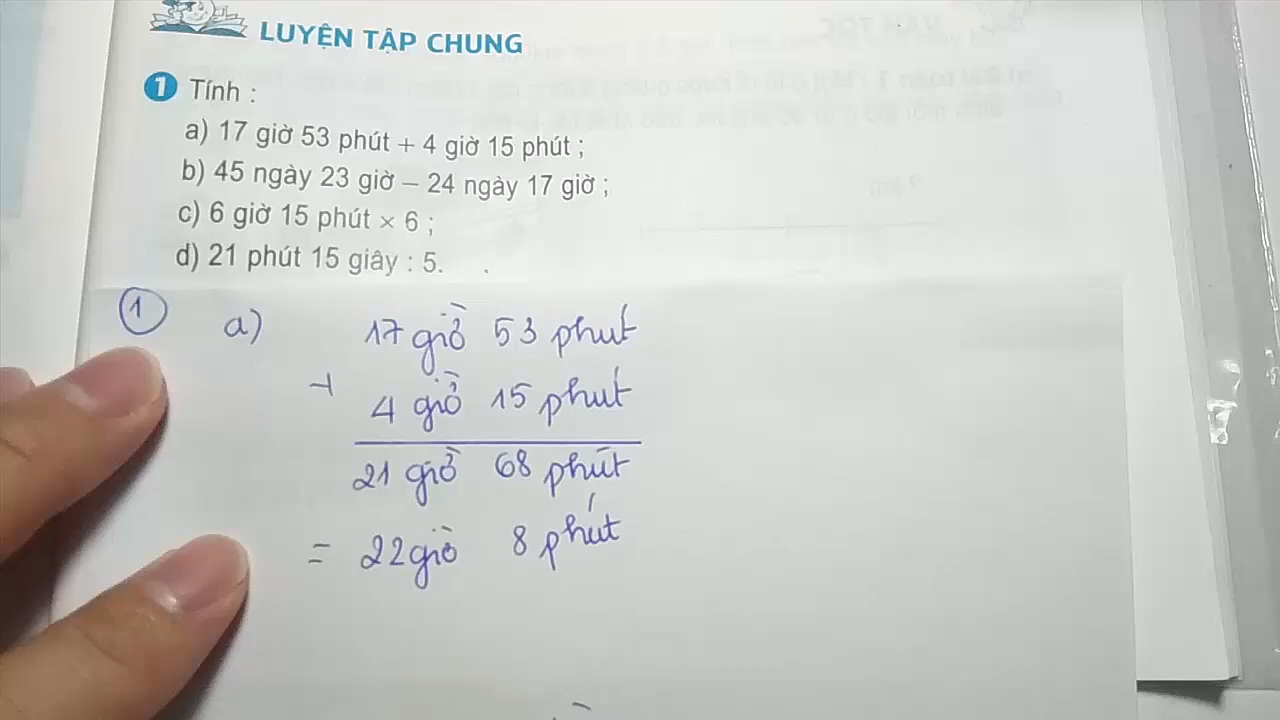 LUYỆN TẬP CHUNG
1 Tính :
a) 17 giờ 53 phút + 4 giờ 15 phút ;
b) 45 ngày 23 giờ – 24 ngày 17 giờ ;
c) 6 giờ 15 phút × 6 ;
d) 21 phút 15 giây : 5.
1 a) 17 giờ 53 phút
+ 4 giờ 15 phút
21 giờ 68 phút
= 22 giờ 8 phút